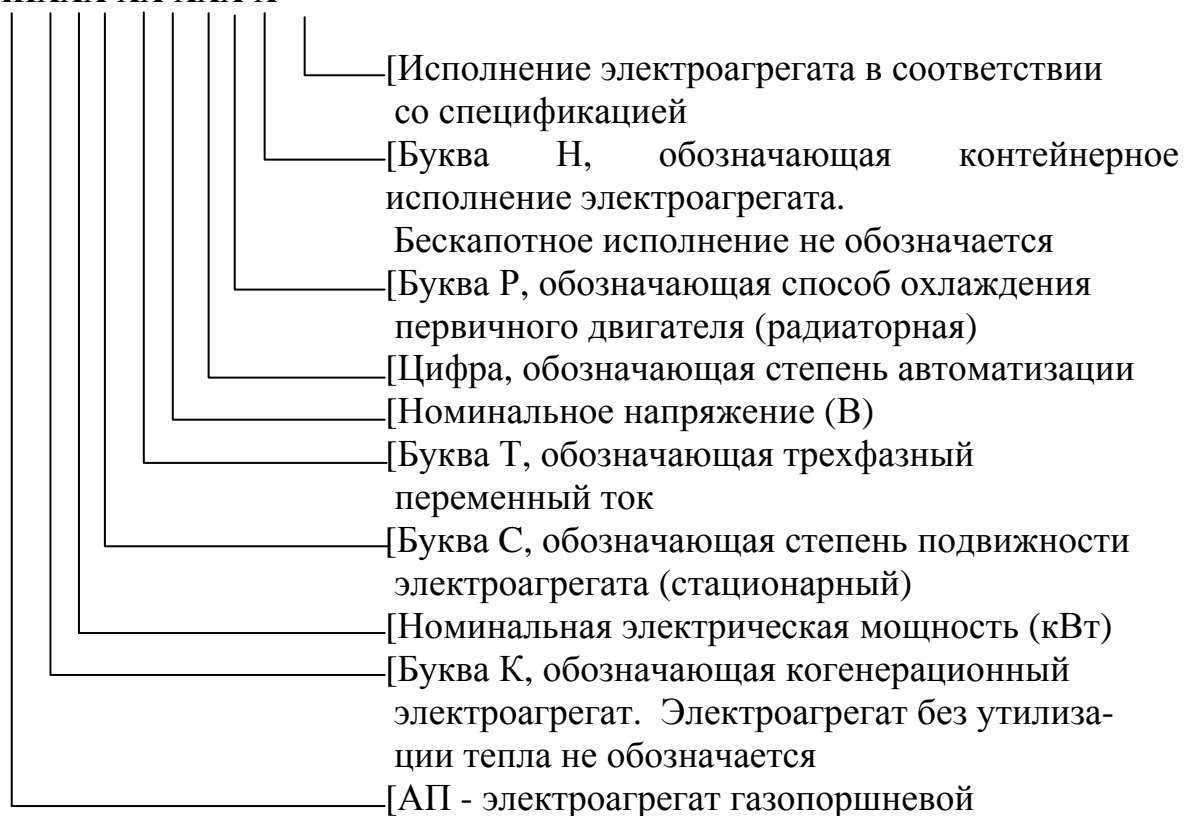 [Исполнение электроагрегата в соответствии
со спецификацией
[Буква Н, обозначающая контейнерное
исполнение электроагрегата.
Бескапотное исполнение не обозначается
[Буква Р, обозначающая способ охлаждения
первичного двигателя (радиаторная)
[Цифра, обозначающая степень автоматизации
[Номинальное напряжение (В)
[Буква Т, обозначающая трехфазный
переменный ток
[Буква С, обозначающая степень подвижности
электроагрегата (стационарный)
[Номинальная электрическая мощность (кВт)
[Буква К, обозначающая когенерационный
электроагрегат. Электроагрегат без утилиза-
ции тепла не обозначается
[АП - электроагрегат газопоршневой